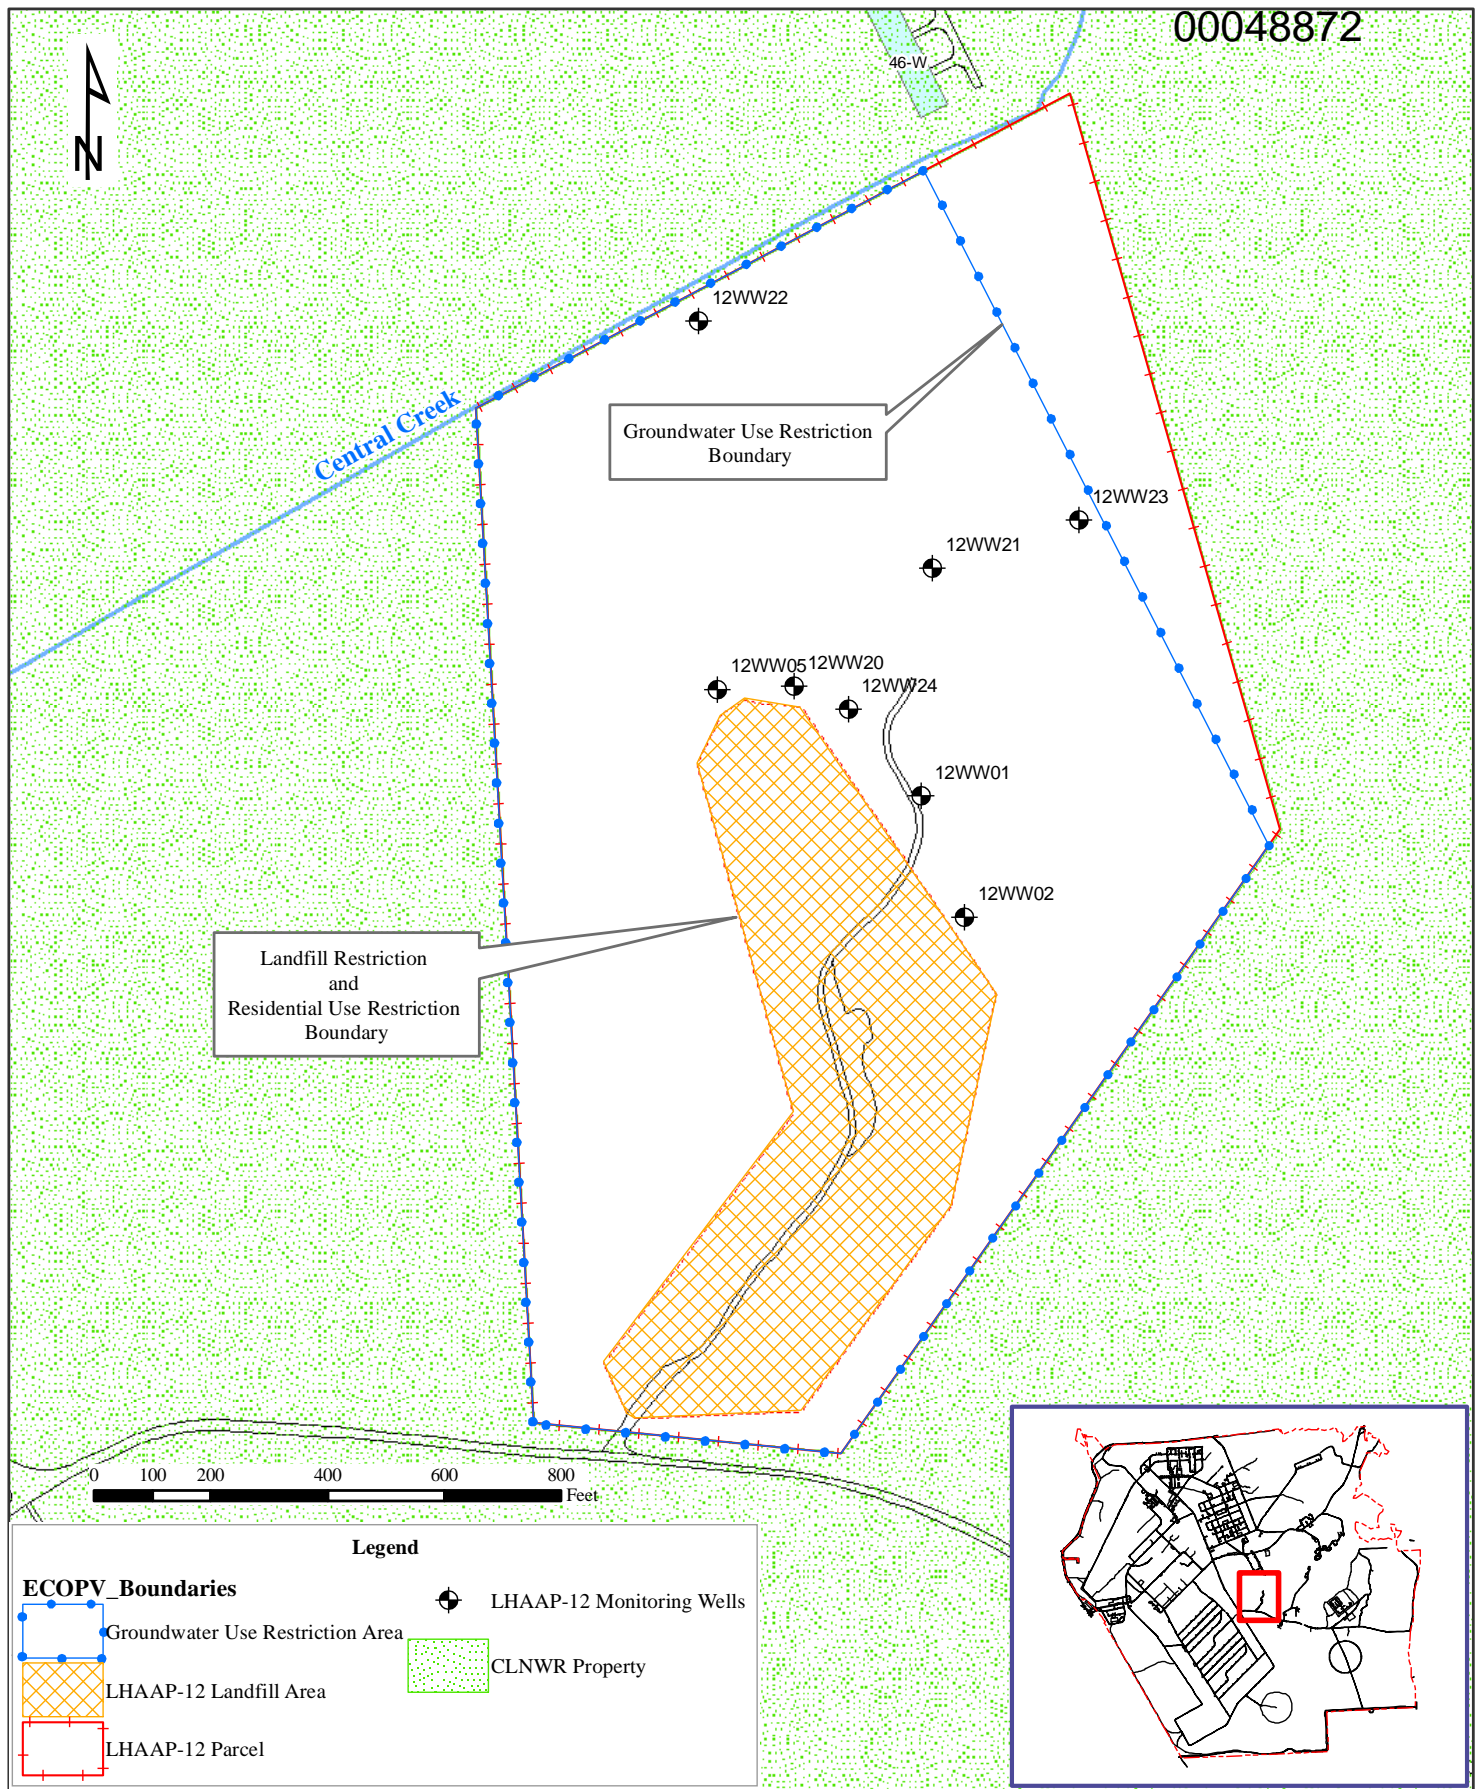 00048872
46-W
N
12WW22
Central Creek
Groundwater Use Restriction
Boundary
12WW23
12WW21
12WW05
12WW20
12WW24
12WW01
12WW02
Landfill Restriction
and
Residential Use Restriction
Boundary
0 100 200 400 600 800
Feet
Legend
ECOPV_Boundaries
Groundwater Use Restriction Area
LHAAP-12 Landfill Area
LHAAP-12 Parcel
LHAAP-12 Monitoring Wells
CLNWR Property